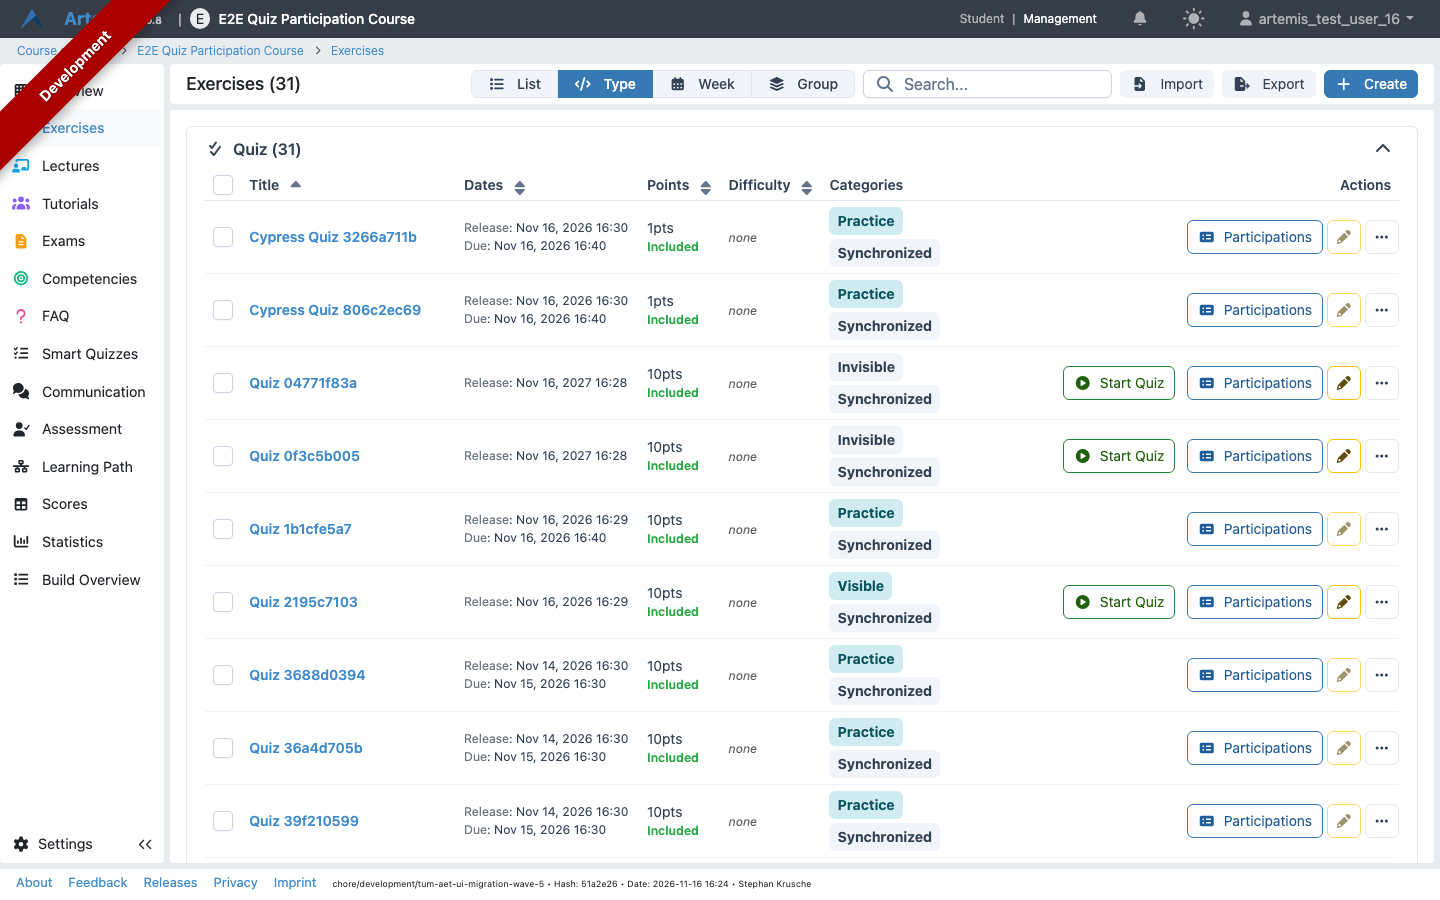 Development
E2E Quiz Participation Course
Student | Management
artemis_test_user_16
Course
E2E Quiz Participation Course
Exercises
Exercises
Lectures
Tutorials
Exams
Competencies
FAQ
Smart Quizzes
Communication
Assessment
Learning Path
Scores
Statistics
Build Overview
Settings
Exercises (31)
List
Type
Week
Group
Search...
Import
Export
Create
Quiz (31)
Title Dates Points Difficulty Categories Actions
Cypress Quiz 3266a711b
Release: Nov 16, 2026 16:30
Due: Nov 16, 2026 16:40
1pts
Included
none
Practice
Synchronized
Participations
Cypress Quiz 806c2ec69
Release: Nov 16, 2026 16:30
Due: Nov 16, 2026 16:40
1pts
Included
none
Practice
Synchronized
Participations
Quiz 04771f83a
Release: Nov 16, 2027 16:28
10pts
Included
none
Invisible
Synchronized
Start Quiz
Participations
Quiz 0f3c5b005
Release: Nov 16, 2027 16:28
10pts
Included
none
Invisible
Synchronized
Start Quiz
Participations
Quiz 1b1cfe5a7
Release: Nov 16, 2026 16:29
Due: Nov 16, 2026 16:40
10pts
Included
none
Practice
Synchronized
Participations
Quiz 2195c7103
Release: Nov 16, 2026 16:29
10pts
Included
none
Visible
Synchronized
Start Quiz
Participations
Quiz 3688d0394
Release: Nov 14, 2026 16:30
Due: Nov 15, 2026 16:30
10pts
Included
none
Practice
Synchronized
Participations
Quiz 36a4d705b
Release: Nov 14, 2026 16:30
Due: Nov 15, 2026 16:30
10pts
Included
none
Practice
Synchronized
Participations
Quiz 39f210599
Release: Nov 14, 2026 16:30
Due: Nov 15, 2026 16:30
10pts
Included
none
Practice
Synchronized
Participations
About Feedback Releases Privacy Imprint
chore/development/tum-aet-ui-migration-wave-5 • Hash: 51a2e26 • Date: 2026-11-16 16:24 • Stephan Krusche